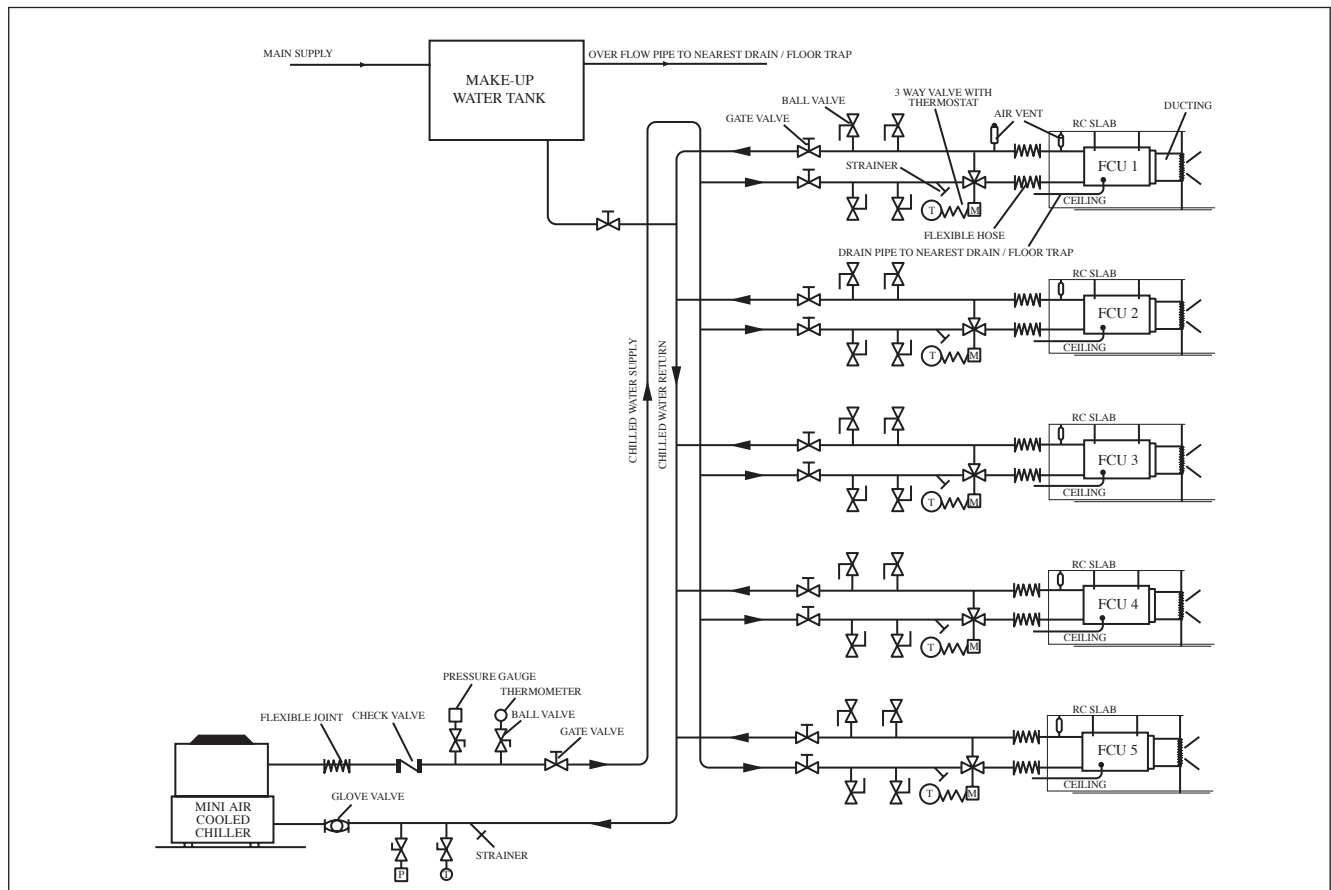 MAIN SUPPLY
MAKE-UP
WATER TANK
OVER FLOW PIPE TO NEAREST DRAIN / FLOOR TRAP
BALL VALVE
GATE VALVE
3 WAY VALVE WITH
THERMOSTAT
AIR VENT
RC SLAB
DUCTING
STRAINER
FCU 1
T
M
CEILING
FLEXIBLE HOSE
DRAIN PIPE TO NEAREST DRAIN / FLOOR TRAP
RC SLAB
FCU 2
T
M
CEILING
CHILLED WATER SUPPLY
CHILLED WATER RETURN
RC SLAB
FCU 3
T
M
CEILING
RC SLAB
FCU 4
T
M
CEILING
RC SLAB
FCU 5
T
M
CEILING
PRESSURE GAUGE
THERMOMETER
FLEXIBLE JOINT
CHECK VALVE
BALL VALVE
GATE VALVE
MINI AIR
COOLED
CHILLER
GLOVE VALVE
STRAINER
P
T